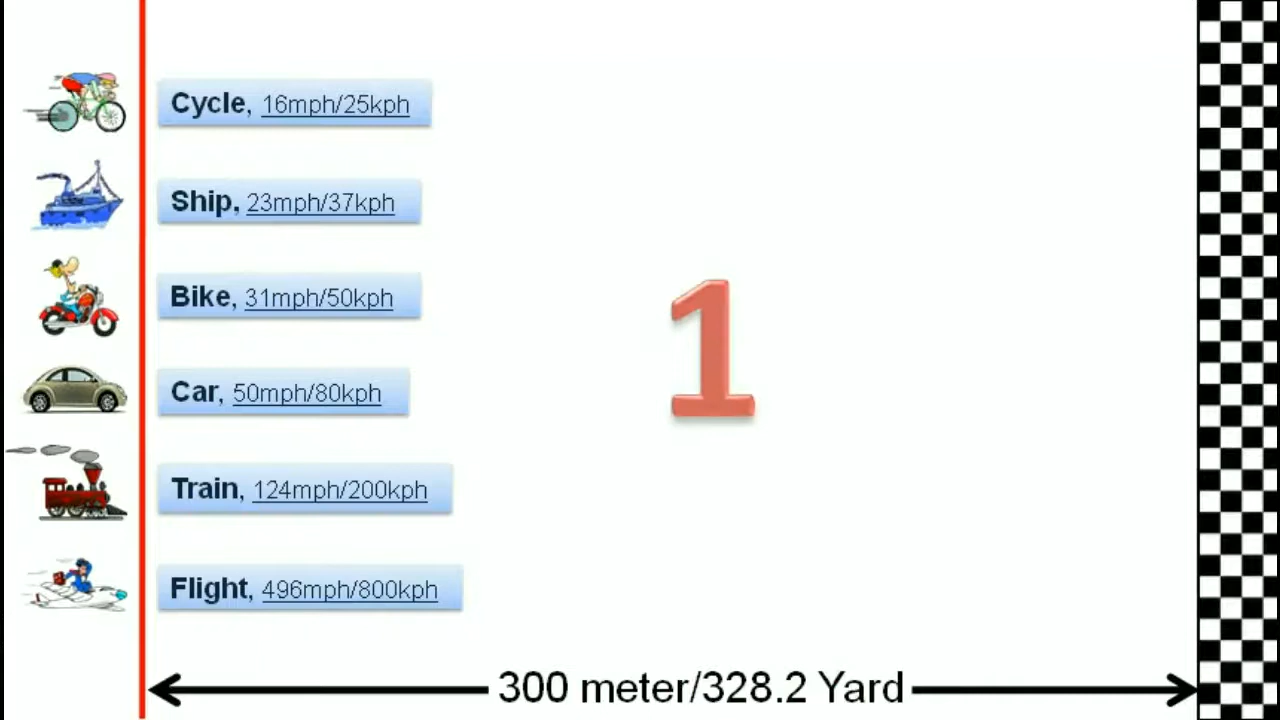 Cycle, 16mph/25kph
Ship, 23mph/37kph
Bike, 31mph/50kph
1
Car, 50mph/80kph
Train, 124mph/200kph
Flight, 496mph/800kph
300 meter/328.2 Yard